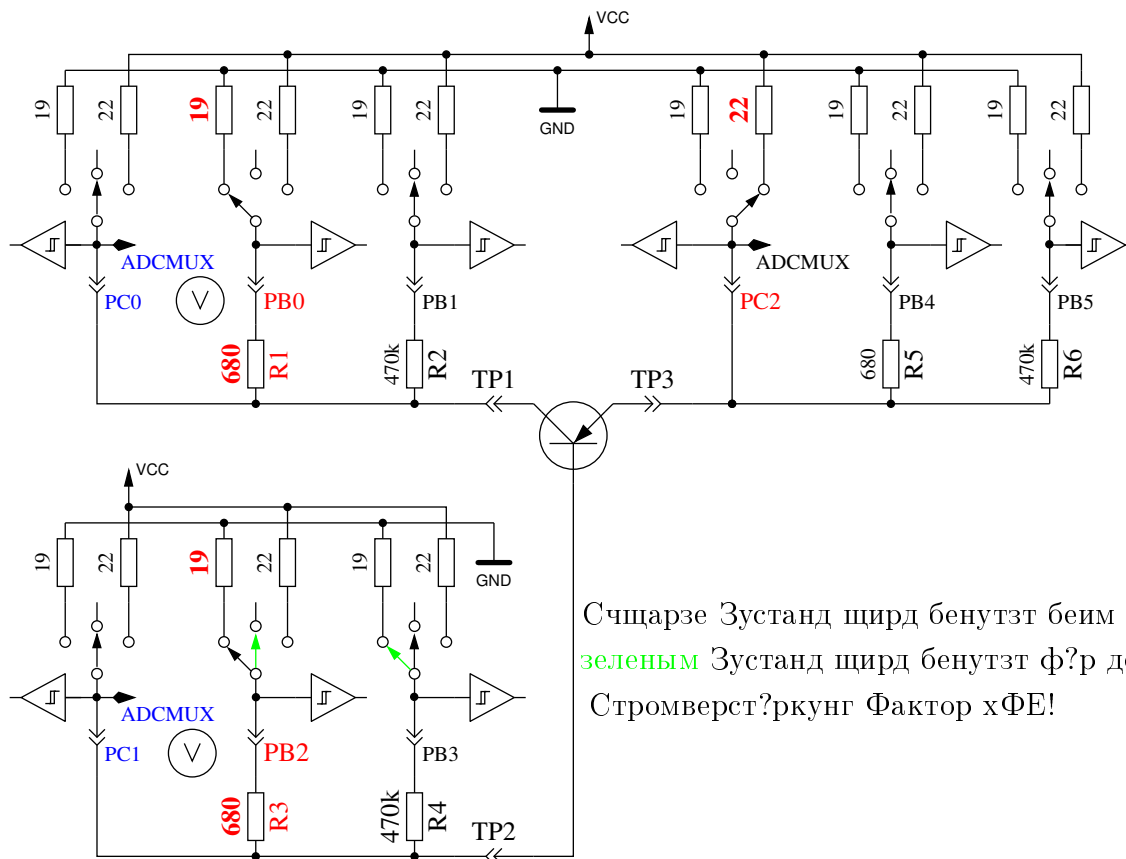 VCC
19 22 19 22 19 22 19 22 19 22 19 22
GND
ADCMUX ADCMUX
PC0 V PB0 PB1 PC2 PB4 PB5
680 R1 470k R2 680 R5 470k R6
TP1 TP3
VCC
19 22 19 22 19 22
GND
Счщарзе Зустанд щирд бенутзт беим
зеленым Зустанд щирд бенутзт ф?р де
Стромверст?ркунг Фактор хФЕ!
ADCMUX
PC1 V PB2 PB3
680 R3 470k R4
TP2